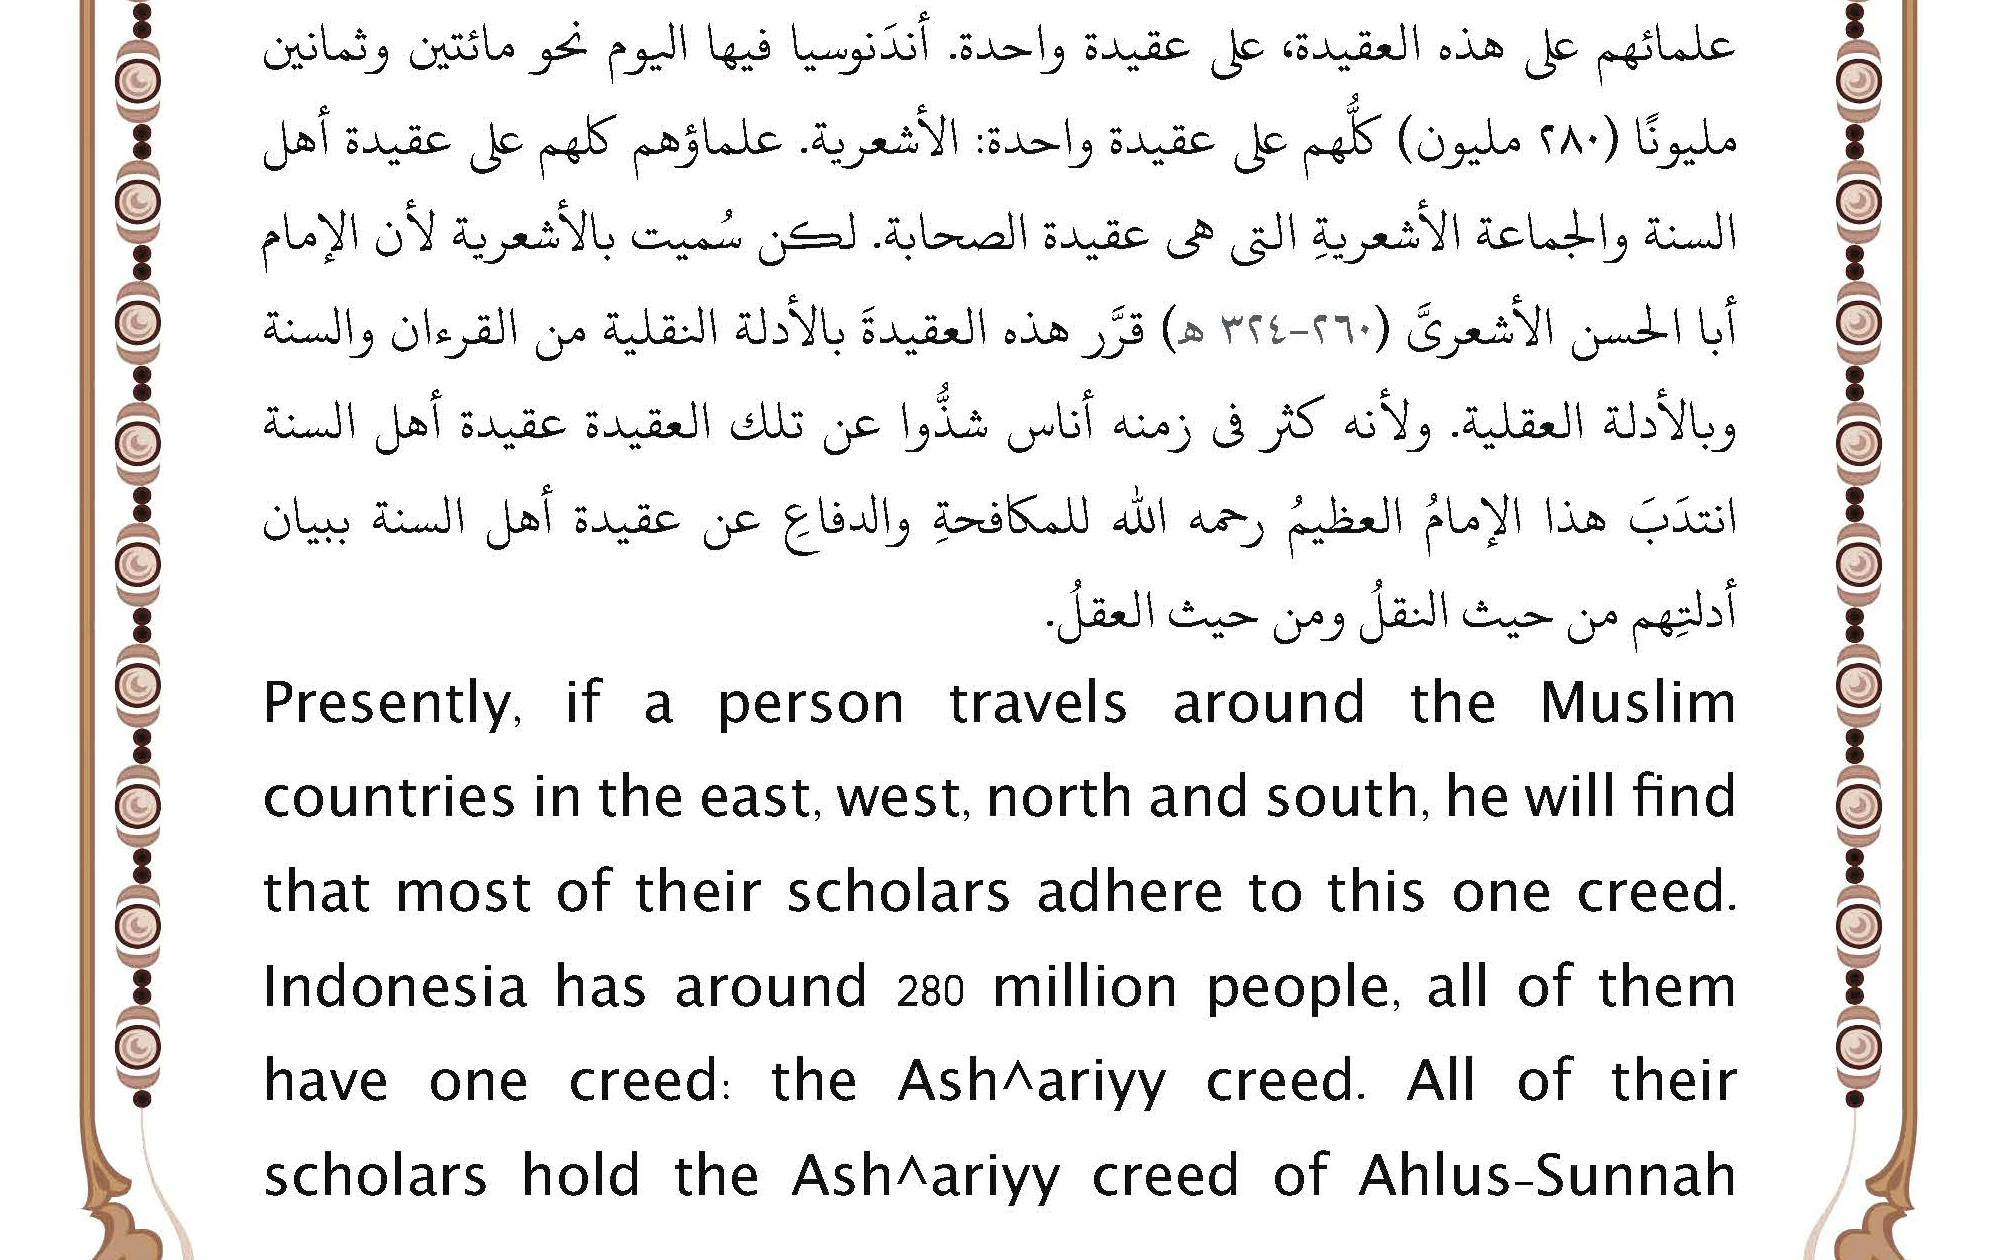 علمائهم على هذه العقيدة، على عقيدة واحدة. أندَنوسيا فيها اليوم نحو مائتين وثمانين
مليونًا (٢٨٠ مليون) كلُّهم على عقيدة واحدة: الأشعرية. علماؤهم كلهم على عقيدة أهل
السنة والجماعة الأشعريةِ التى هى عقيدة الصحابة. لكن سُميت بالأشعرية لأن الإمام
أبا الحسن الأشعرىَّ (٢٦٠-٣٢٤ ه) قرَّر هذه العقيدةَ بالأدلة النقلية من القرءان والسنة
وبالأدلة العقلية. ولأنه كثر فى زمنه أناس شذُّوا عن تلك العقيدة عقيدة أهل السنة
انتدَبَ هذا الإمامُ العظيمُ رحمه الله للمكافحةِ والدفاعِ عن عقيدة أهل السنة ببيان
أدلتِهم من حيث النقلُ ومن حيث العقلُ.
Presently, if a person travels around the Muslim
countries in the east, west, north and south, he will find
that most of their scholars adhere to this one creed.
Indonesia has around 280 million people, all of them
have one creed: the Ash^ariyy creed. All of their
scholars hold the Ash^ariyy creed of Ahlus-Sunnah